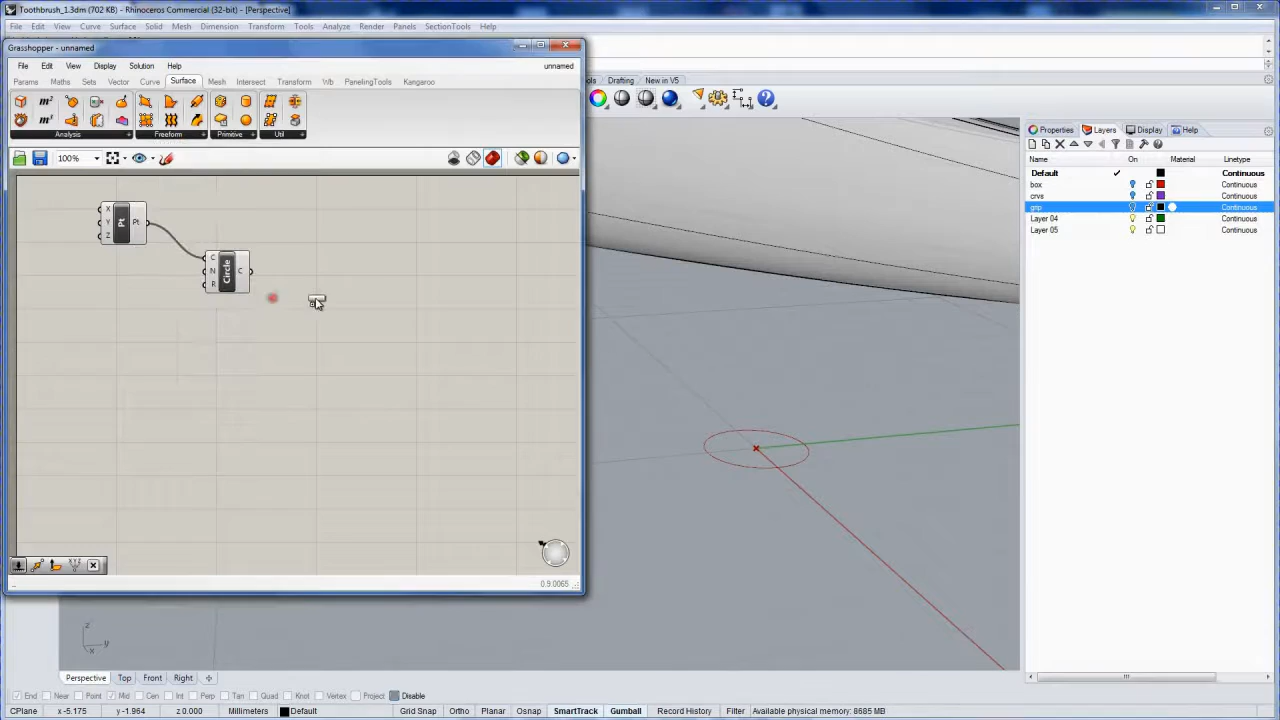 Toothbrush_1.3dm (702 KB) - Rhinoceros Commercial (32-bit) - [Perspective]
File Edit View Curve Surface Solid Mesh Dimension Transform Tools Analyze Render Panels SectionTools Help
Grasshopper - unnamed
File Edit View Display Solution Help unnamed
Params Maths Sets Vector Curve Surface Mesh Intersect Transform Wb PanelingTools Kangaroo
Drafting New in V5
m²
m³
Analysis Freeform Primitive Util
100%
X
Y
Z
Pt
Pt
C
N
R
Circle
C
0.9.0065
Properties Layers Display Help
Name On Material Linetype
Default Continuous
box Continuous
crvs Continuous
grip Continuous
Layer 04 Continuous
Layer 05 Continuous
z
y
x
Perspective Top Front Right
End Near Point Mid Cen Int Perp Tan Quad Knot Vertex Project Disable
CPlane x -5.175 y -1.964 z 0.000 Millimeters Default Grid Snap Ortho Planar Osnap SmartTrack Gumball Record History Filter Available physical memory: 8685 MB